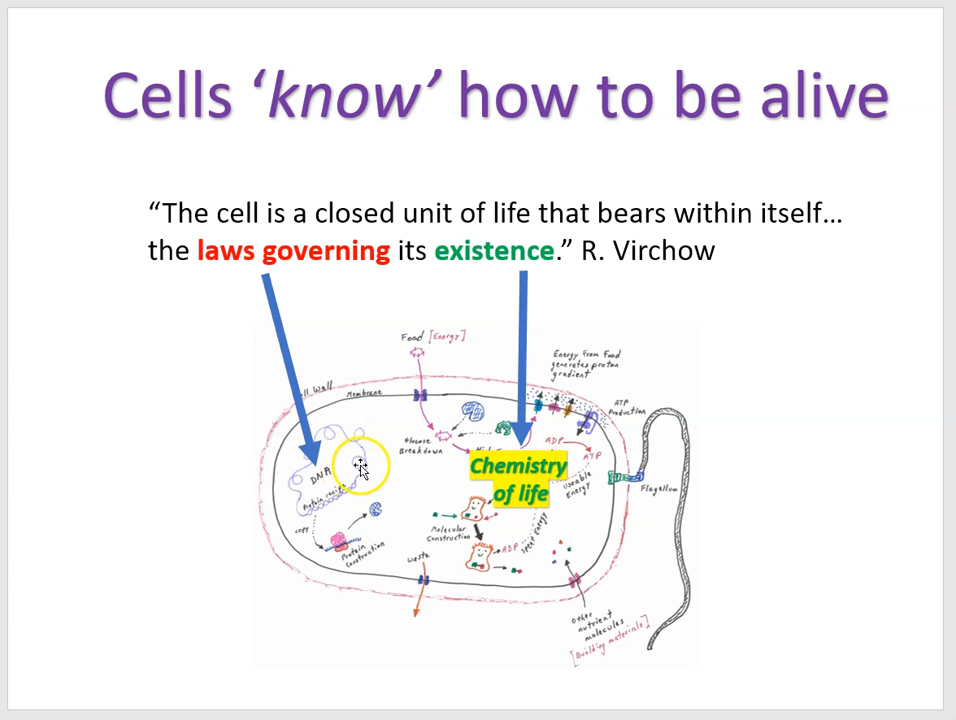 Cells ‘know’ how to be alive
“The cell is a closed unit of life that bears within itself…
the laws governing its existence.” R. Virchow
Food [Energy]
Energy From Food
generates proton
gradient
Wall
Membrane
ATP
Production
Glucose
Breakdown
ADP
ATP
Chemistry
of life
Useable
Energy
DNA
Protein recipe
Flagellum
copy
Protein
Construction
Molecular
Construction
Spent Energy
ADP
waste
Other
nutrient
molecules
[Building materials]